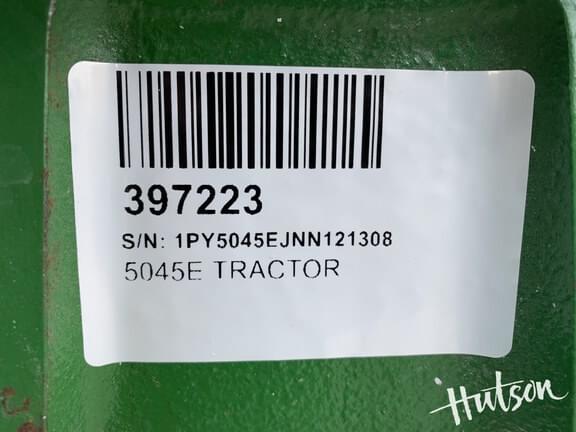 397223
S/N: 1PY5045EJNN121308
5045E TRACTOR
Hutson